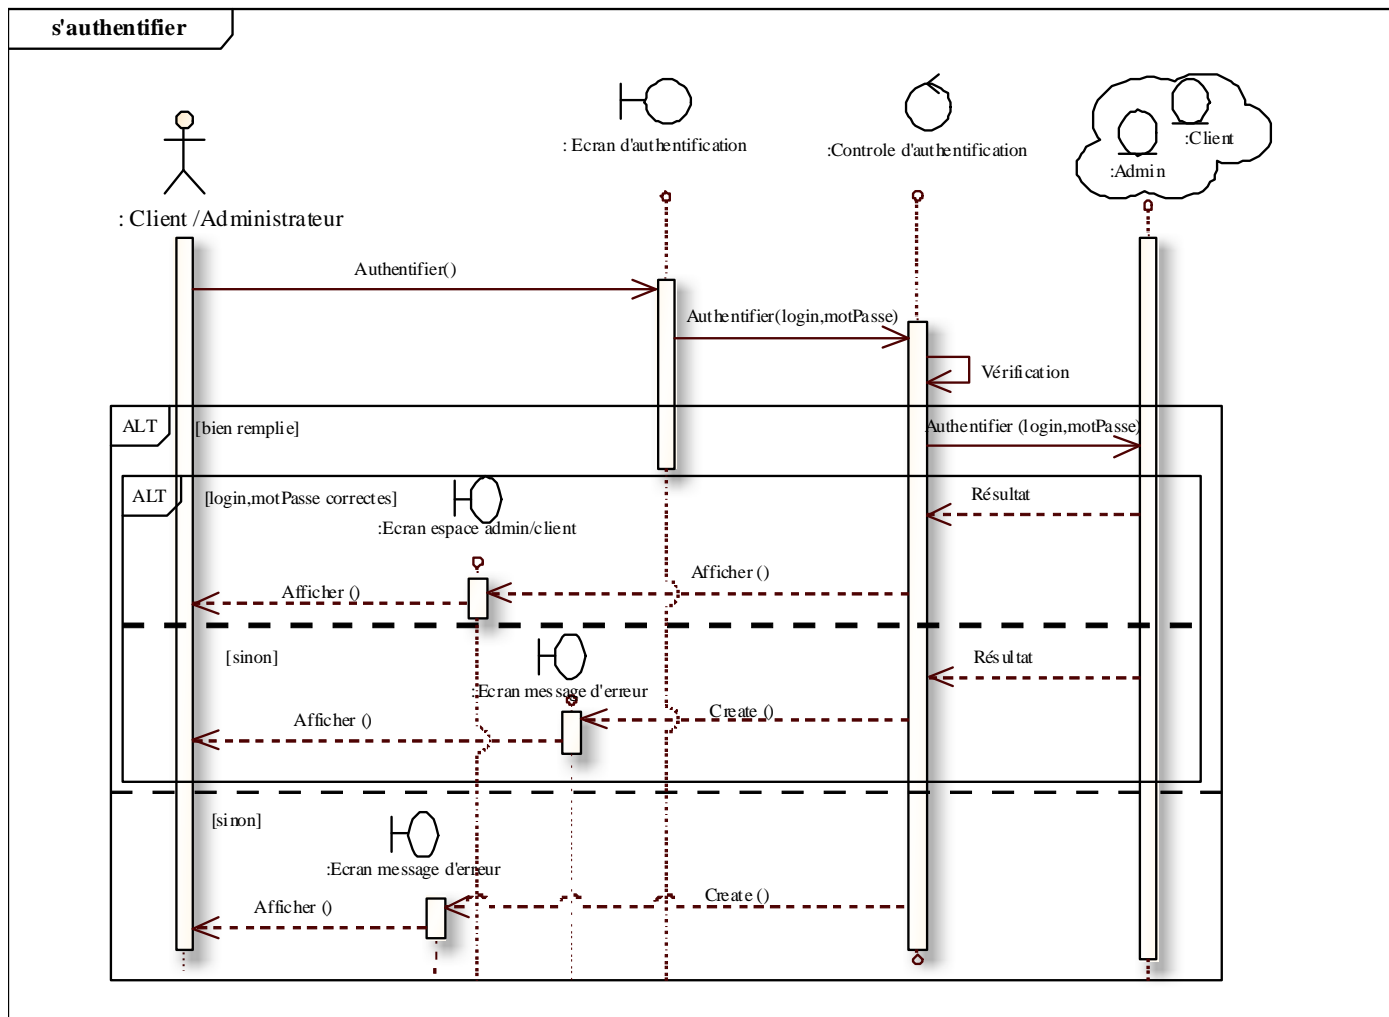 s'authentifier
: Ecran d'authentification
:Controle d'authentification
:Client
:Admin
: Client /Administrateur
Authentifier()
Authentifier(login,motPasse)
Vérification
ALT
[bien remplie]
Authentifier (login,motPasse)
ALT
[login,motPasse correctes]
Résultat
:Ecran espace admin/client
Afficher ()
Afficher ()
[sinon]
Résultat
:Ecran message d'erreur
Create ()
Afficher ()
[sinon]
:Ecran message d'erreur
Create ()
Afficher ()